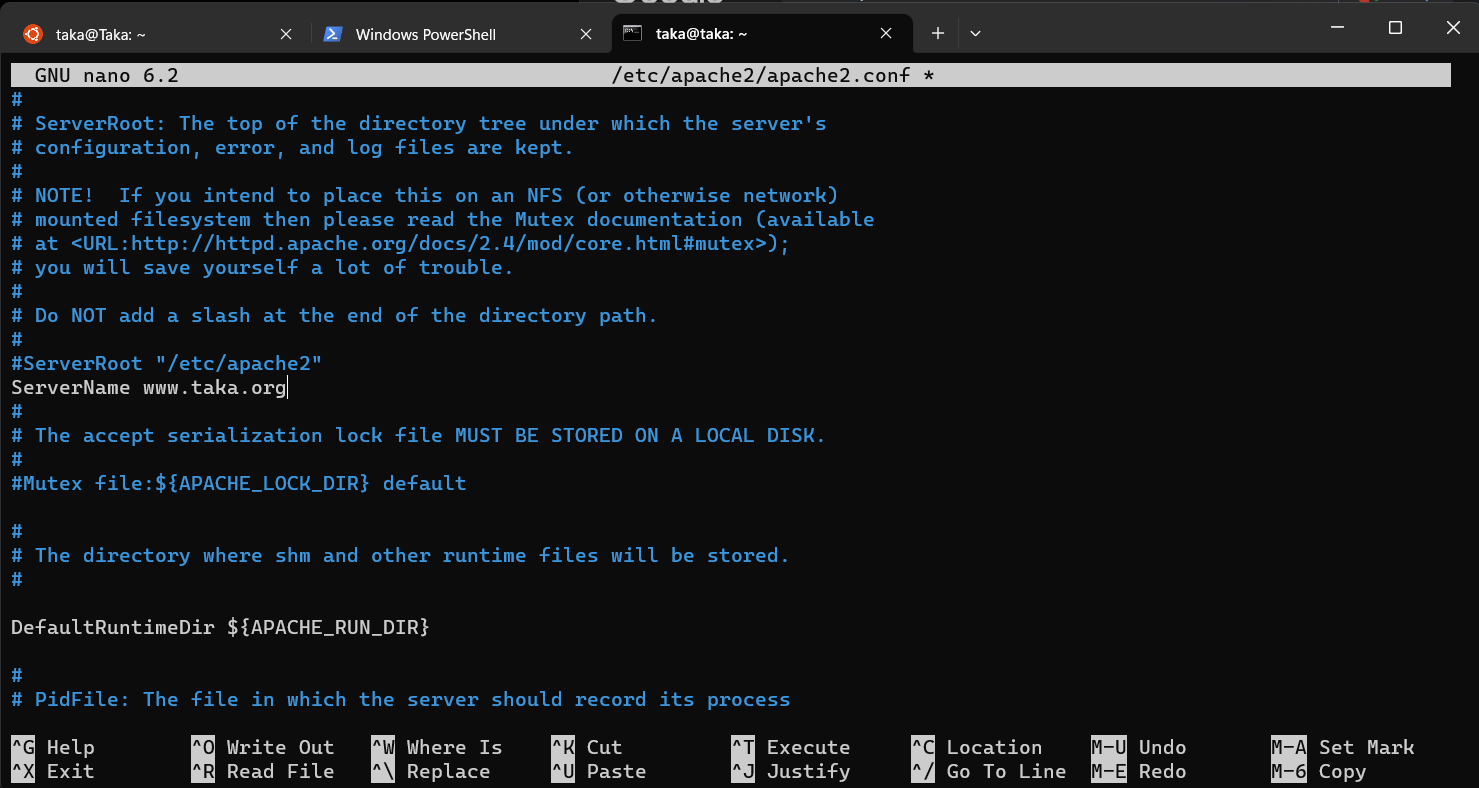 taka@Taka: ~
Windows PowerShell
taka@taka: ~
GNU nano 6.2 /etc/apache2/apache2.conf *
#
# ServerRoot: The top of the directory tree under which the server's
# configuration, error, and log files are kept.
#
# NOTE!  If you intend to place this on an NFS (or otherwise network)
# mounted filesystem then please read the Mutex documentation (available
# at <URL:http://httpd.apache.org/docs/2.4/mod/core.html#mutex>);
# you will save yourself a lot of trouble.
#
# Do NOT add a slash at the end of the directory path.
#
#ServerRoot "/etc/apache2"
ServerName www.taka.org
#
# The accept serialization lock file MUST BE STORED ON A LOCAL DISK.
#
#Mutex file:${APACHE_LOCK_DIR} default
#
# The directory where shm and other runtime files will be stored.
#
DefaultRuntimeDir ${APACHE_RUN_DIR}
#
# PidFile: The file in which the server should record its process
^G Help ^O Write Out ^W Where Is ^K Cut ^T Execute ^C Location M-U Undo M-A Set Mark
^X Exit ^R Read File ^\ Replace ^U Paste ^J Justify ^/ Go To Line M-E Redo M-6 Copy